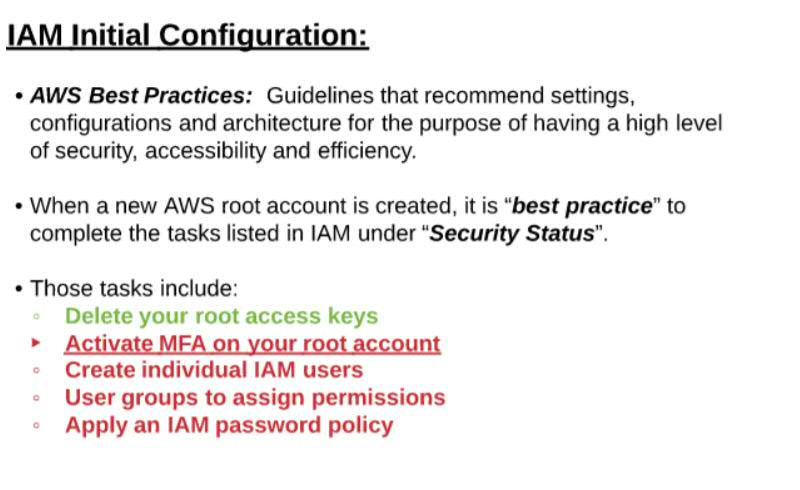 IAM Initial Configuration:
• AWS Best Practices: Guidelines that recommend settings,
configurations and architecture for the purpose of having a high level
of security, accessibility and efficiency.
• When a new AWS root account is created, it is “best practice” to
complete the tasks listed in IAM under “Security Status”.
• Those tasks include:
◦ Delete your root access keys
▸ Activate MFA on your root account
◦ Create individual IAM users
◦ User groups to assign permissions
◦ Apply an IAM password policy